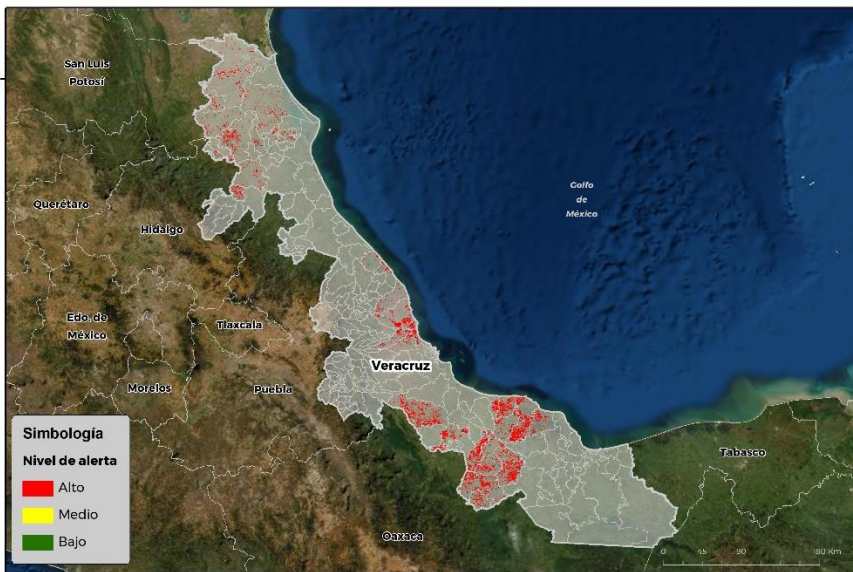 San Luis
Potosí
Querétaro
Hidalgo
Golfo
de
México
Edo. de
México
Tlaxcala
Veracruz
Morelos
Puebla
Simbología
Nivel de alerta
Alto
Medio
Bajo
Tabasco
Oaxaca
0 45 90 180 Km